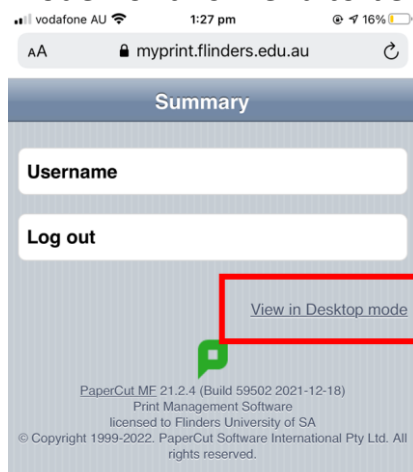 vodafone AU 1:27 pm 16%
AA myprint.flinders.edu.au
Summary
Username
Log out
View in Desktop mode
PaperCut MF 21.2.4 (Build 59502 2021-12-18)
Print Management Software
licensed to Flinders University of SA
© Copyright 1999-2022. PaperCut Software International Pty Ltd. All
rights reserved.